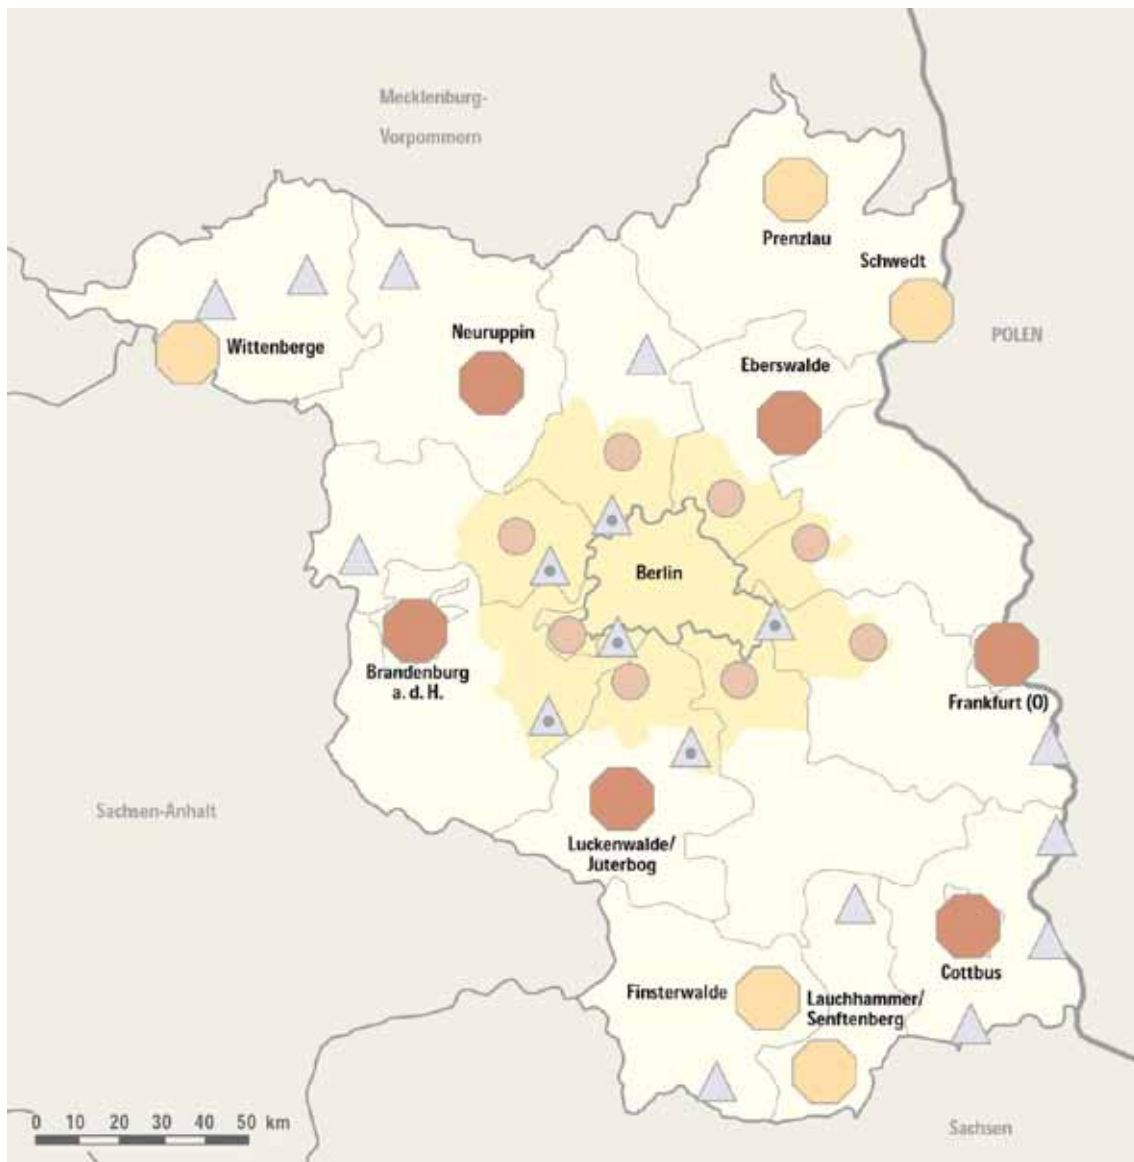 Mecklenburg-
Vorpommern
Prenzlau
Schwedt
Neuruppin
Wittenberge
POLEN
Eberswalde
Berlin
Brandenburg
a. d. H.
Frankfurt (O)
Sachsen-Anhalt
Luckenwalde/
Juterbog
Cottbus
Finsterwalde
Lauchhammer/
Senftenberg
0 10 20 30 40 50 km
Sachsen